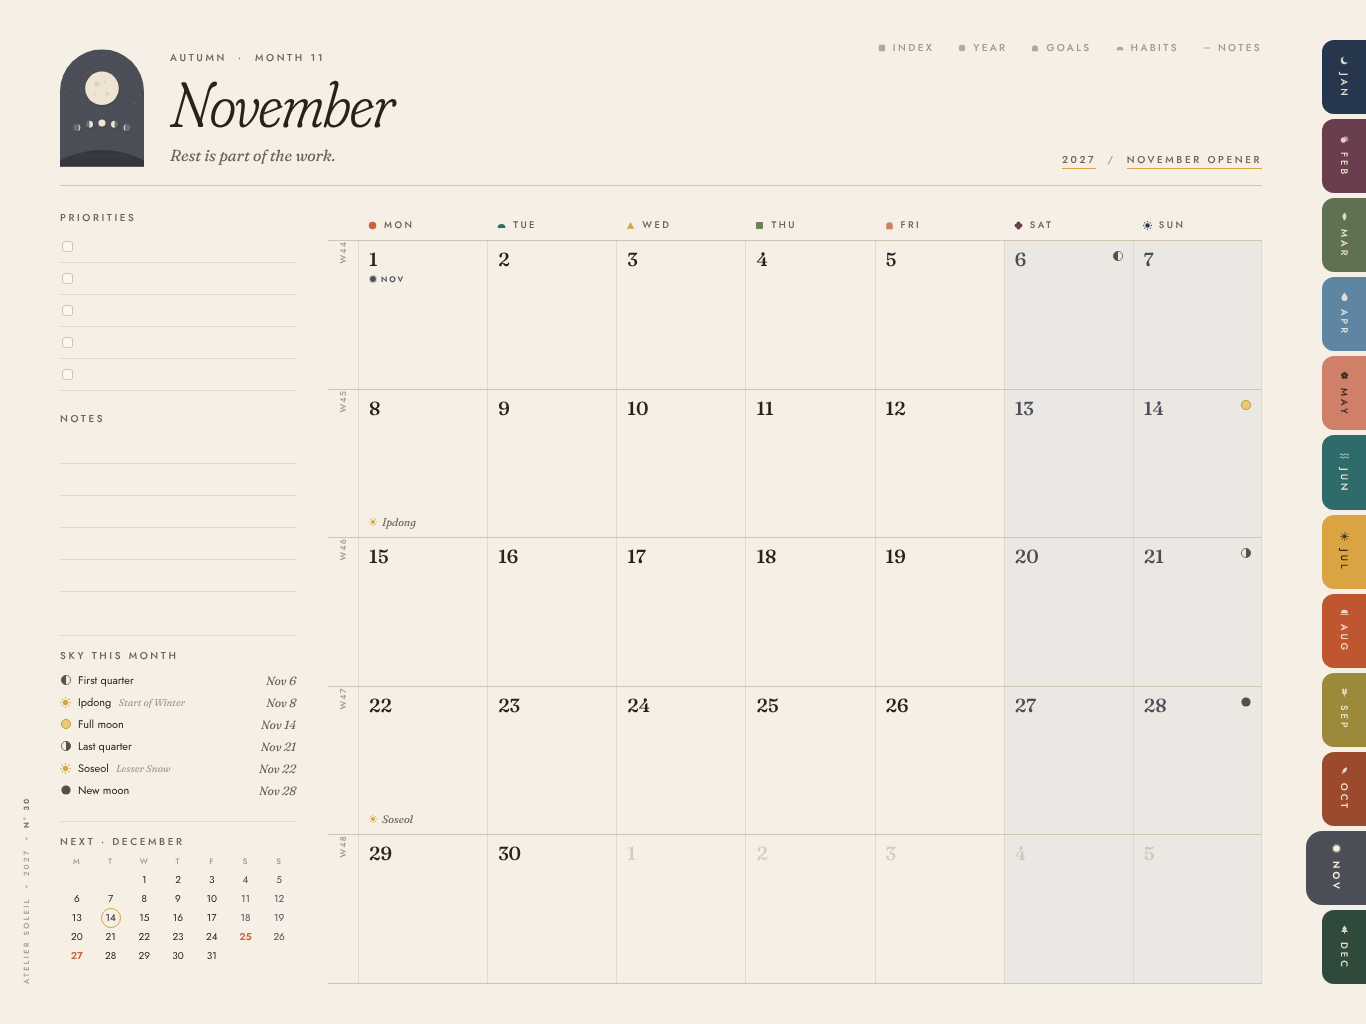 AUTUMN · MONTH 11
November
Rest is part of the work.
INDEX YEAR GOALS HABITS NOTES
2027 / NOVEMBER OPENER
PRIORITIES
NOTES
SKY THIS MONTH
First quarter Nov 6
Ipdong Start of Winter Nov 8
Full moon Nov 14
Last quarter Nov 21
Soseol Lesser Snow Nov 22
New moon Nov 28
NEXT · DECEMBER
M T W T F S S
1 2 3 4 5
6 7 8 9 10 11 12
13 14 15 16 17 18 19
20 21 22 23 24 25 26
27 28 29 30 31
ATELIER SOLEIL ° 2027 ° N° 30
MON TUE WED THU FRI SAT SUN
W44
1 2 3 4 5 6 7
NOV
W45
8 9 10 11 12 13 14
Ipdong
W46
15 16 17 18 19 20 21
W47
22 23 24 25 26 27 28
Soseol
W48
29 30 1 2 3 4 5
JAN
FEB
MAR
APR
MAY
JUN
JUL
AUG
SEP
OCT
NOV
DEC